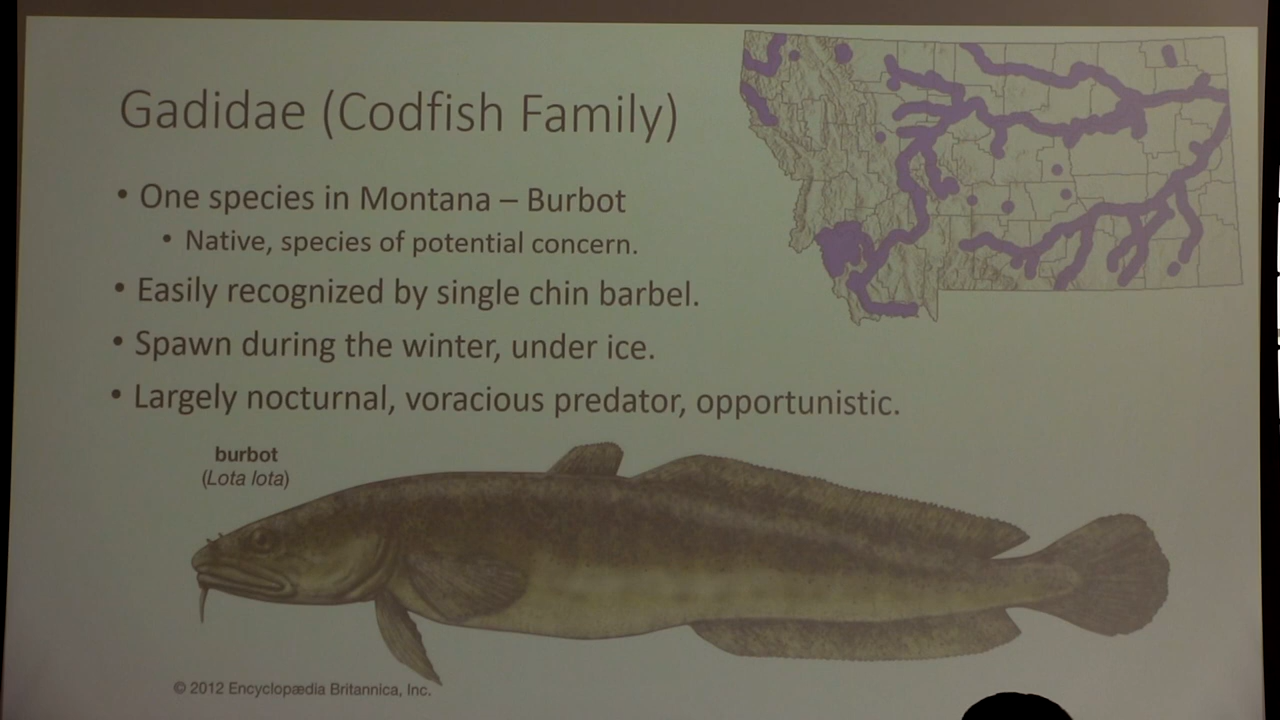 Gadidae (Codfish Family)
• One species in Montana – Burbot
• Native, species of potential concern.
• Easily recognized by single chin barbel.
• Spawn during the winter, under ice.
• Largely nocturnal, voracious predator, opportunistic.
burbot
(Lota lota)
© 2012 Encyclopædia Britannica, Inc.